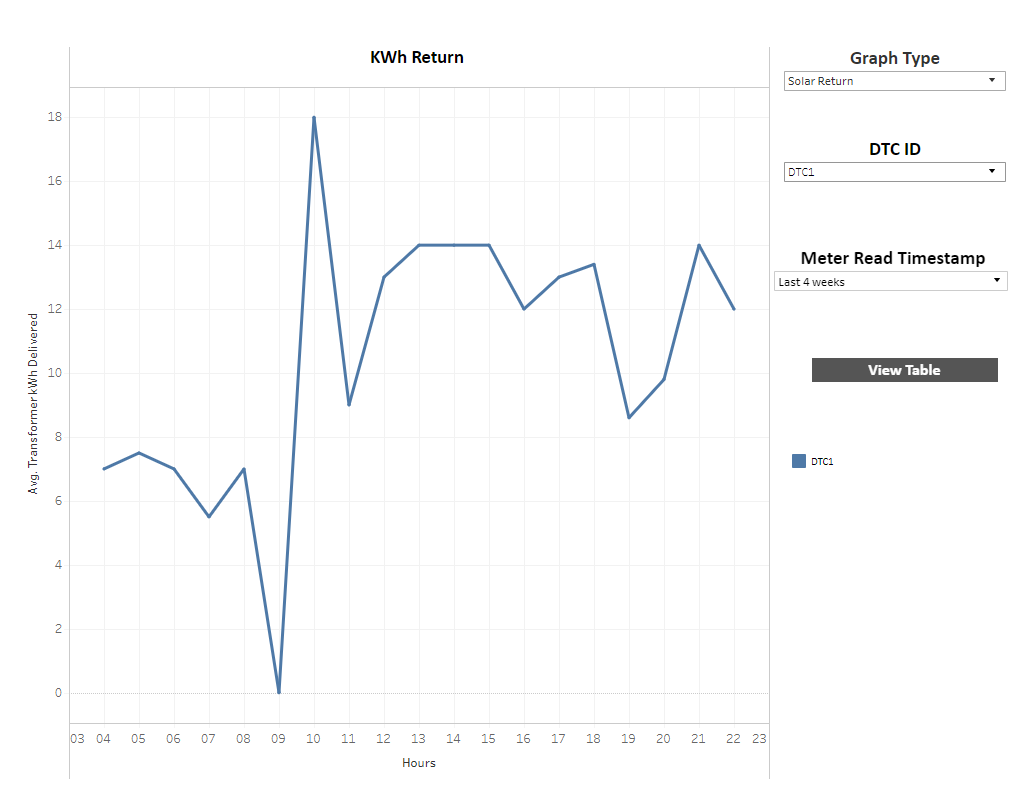 KWh Return
Graph Type
Solar Return
DTC ID
DTC1
Meter Read Timestamp
Last 4 weeks
View Table
DTC1
Avg. Transformer kWh Delivered
18
16
14
12
10
8
6
4
2
0
03 04 05 06 07 08 09 10 11 12 13 14 15 16 17 18 19 20 21 22 23
Hours